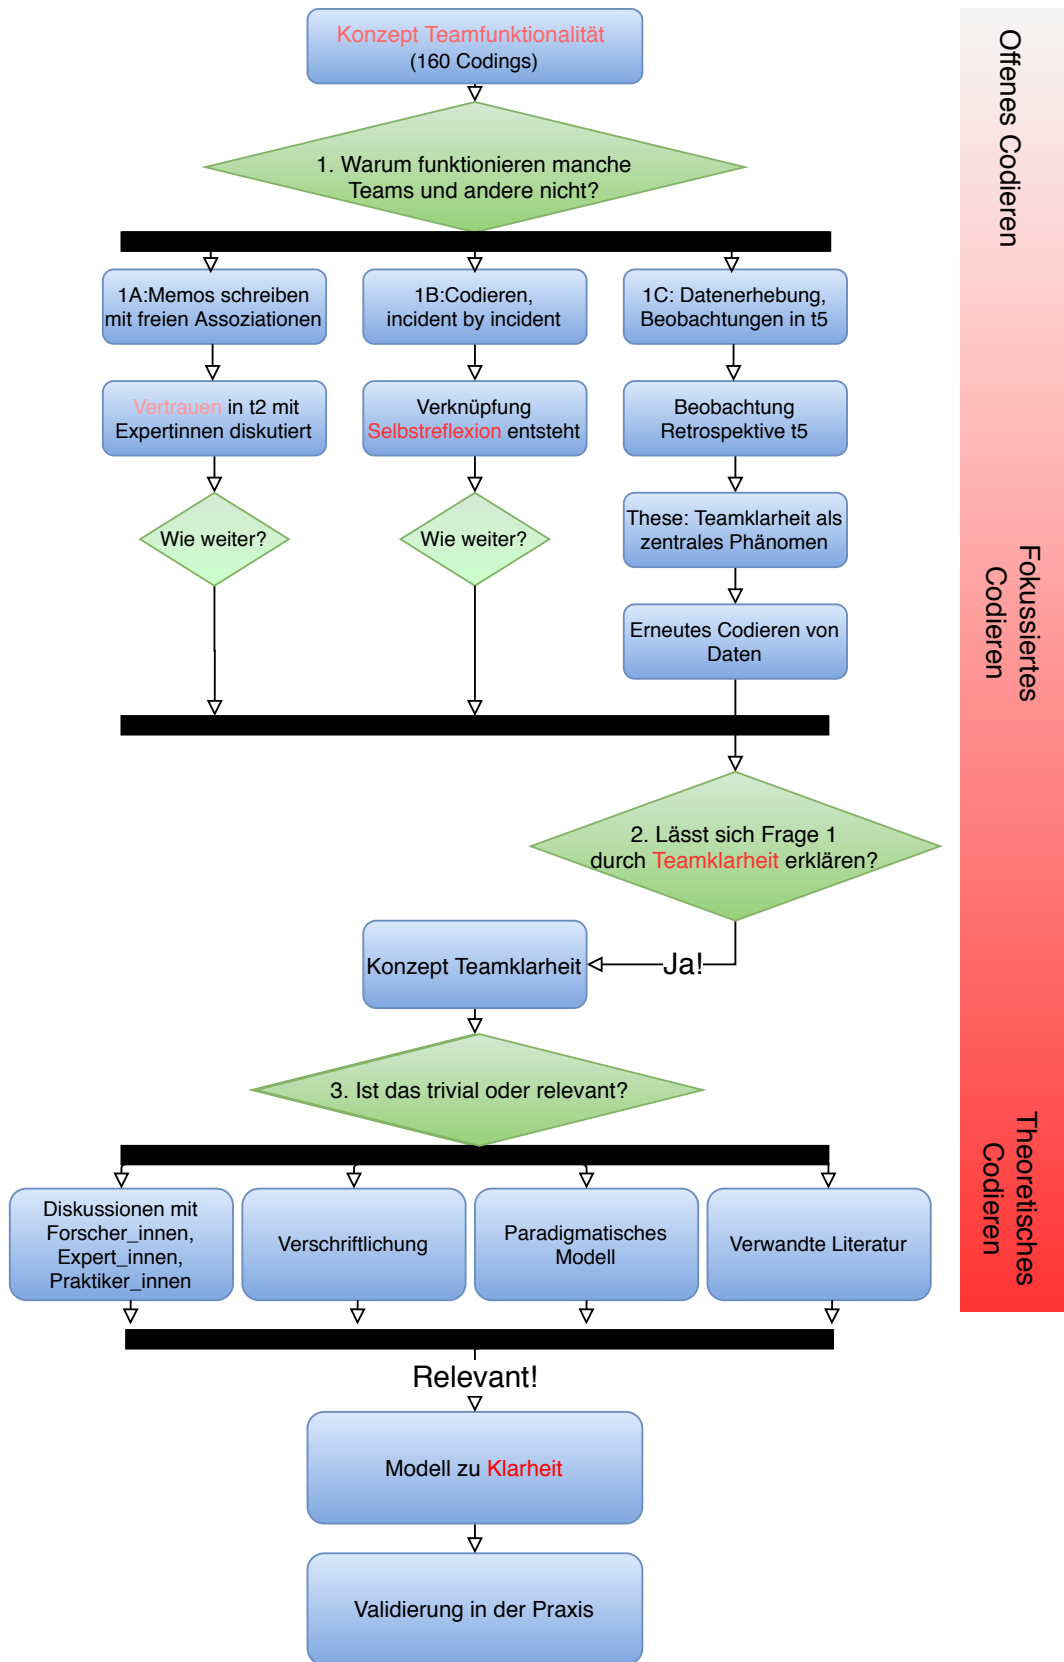 Konzept Teamfunktionalität
(160 Codings)
1. Warum funktionieren manche
Teams und andere nicht?
1A:Memos schreiben
mit freien Assoziationen
1B:Codieren,
incident by incident
1C: Datenerhebung,
Beobachtungen in t5
Vertrauen in t2 mit
Expertinnen diskutiert
Verknüpfung
Selbstreflexion entsteht
Beobachtung
Retrospektive t5
Wie weiter?
Wie weiter?
These: Teamklarheit als
zentrales Phänomen
Erneutes Codieren von
Daten
2. Lässt sich Frage 1
durch Teamklarheit erklären?
Ja!
Konzept Teamklarheit
3. Ist das trivial oder relevant?
Diskussionen mit
Forscher_innen,
Expert_innen,
Praktiker_innen
Verschriftlichung
Paradigmatisches
Modell
Verwandte Literatur
Relevant!
Modell zu Klarheit
Validierung in der Praxis
Offenes Codieren
Fokussiertes
Codieren
Theoretisches
Codieren